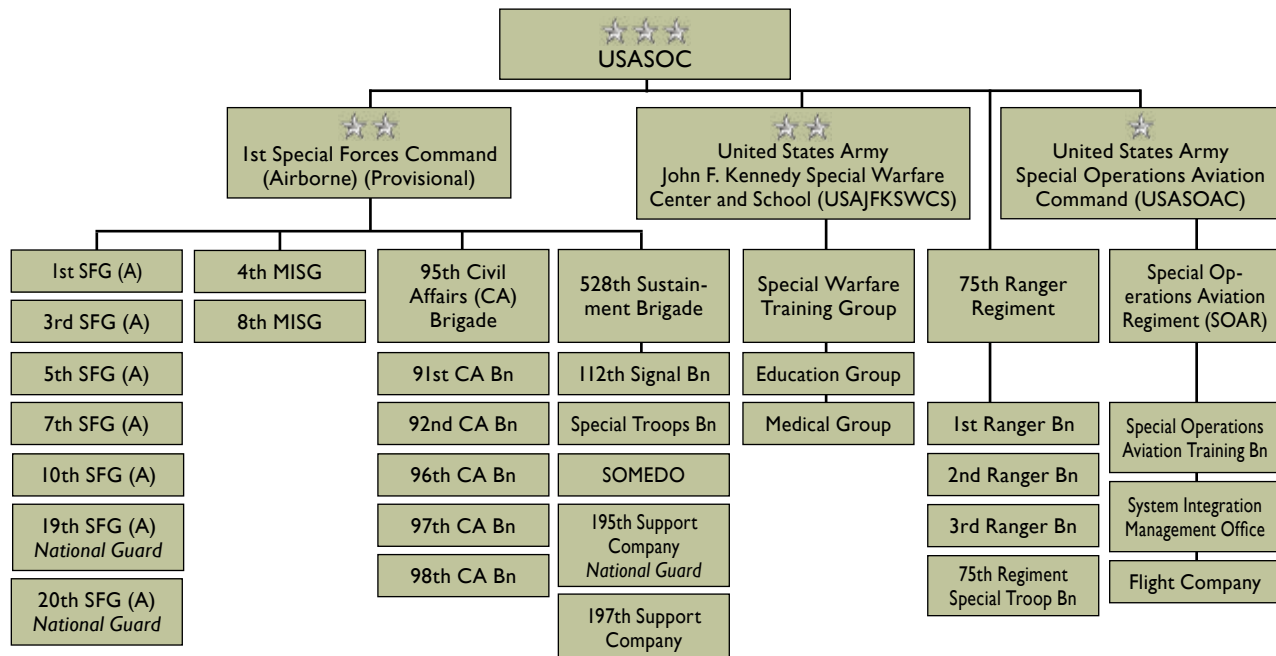 USASOC
1st Special Forces Command
(Airborne) (Provisional)
United States Army
John F. Kennedy Special Warfare
Center and School (USAJFKSWCS)
United States Army
Special Operations Aviation
Command (USASOAC)
1st SFG (A)
3rd SFG (A)
5th SFG (A)
7th SFG (A)
10th SFG (A)
19th SFG (A)
National Guard
20th SFG (A)
National Guard
4th MISG
8th MISG
95th Civil
Affairs (CA)
Brigade
91st CA Bn
92nd CA Bn
96th CA Bn
97th CA Bn
98th CA Bn
528th Sustain-
ment Brigade
112th Signal Bn
Special Troops Bn
SOMEDO
195th Support
Company
National Guard
197th Support
Company
Special Warfare
Training Group
Education Group
Medical Group
75th Ranger
Regiment
1st Ranger Bn
2nd Ranger Bn
3rd Ranger Bn
75th Regiment
Special Troop Bn
Special Op-
erations Aviation
Regiment (SOAR)
Special Operations
Aviation Training Bn
System Integration
Management Office
Flight Company